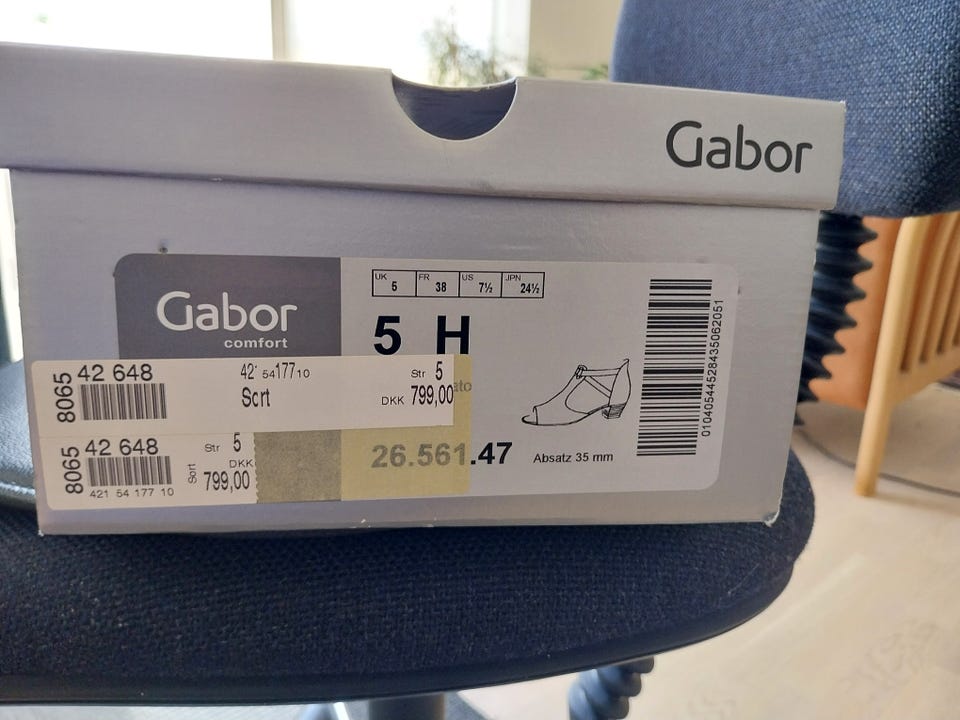 Gabor
Gabor
comfort
UK 5 FR 38 US 7½ JPN 24½
5 H
26.561.47
Absatz 35 mm
0104054452843506205​1
8065
42 648
54177 10
Str 5
DKK 799,00
8065
42 648
421 54 177 10
Str 5
Sort
DKK
799,00